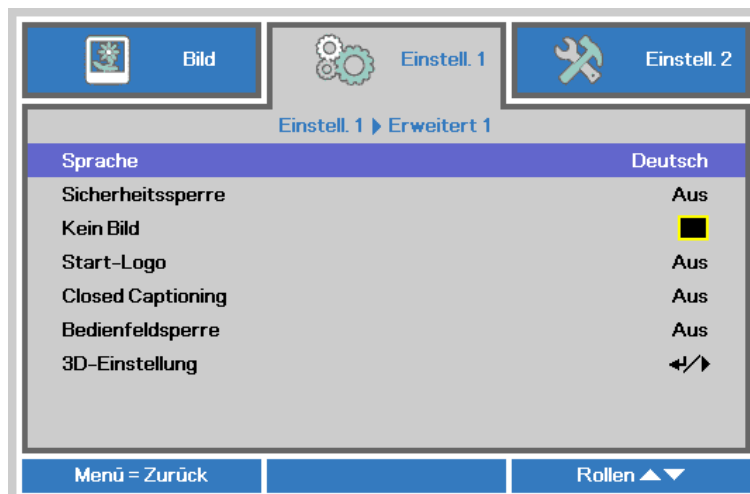 Bild
Einstell. 1
Einstell. 2
Einstell. 1 Erweitert 1
Sprache Deutsch
Sicherheitssperre Aus
Kein Bild
Start-Logo Aus
Closed Captioning Aus
Bedienfeldsperre Aus
3D-Einstellung
Menü = Zurück
Rollen